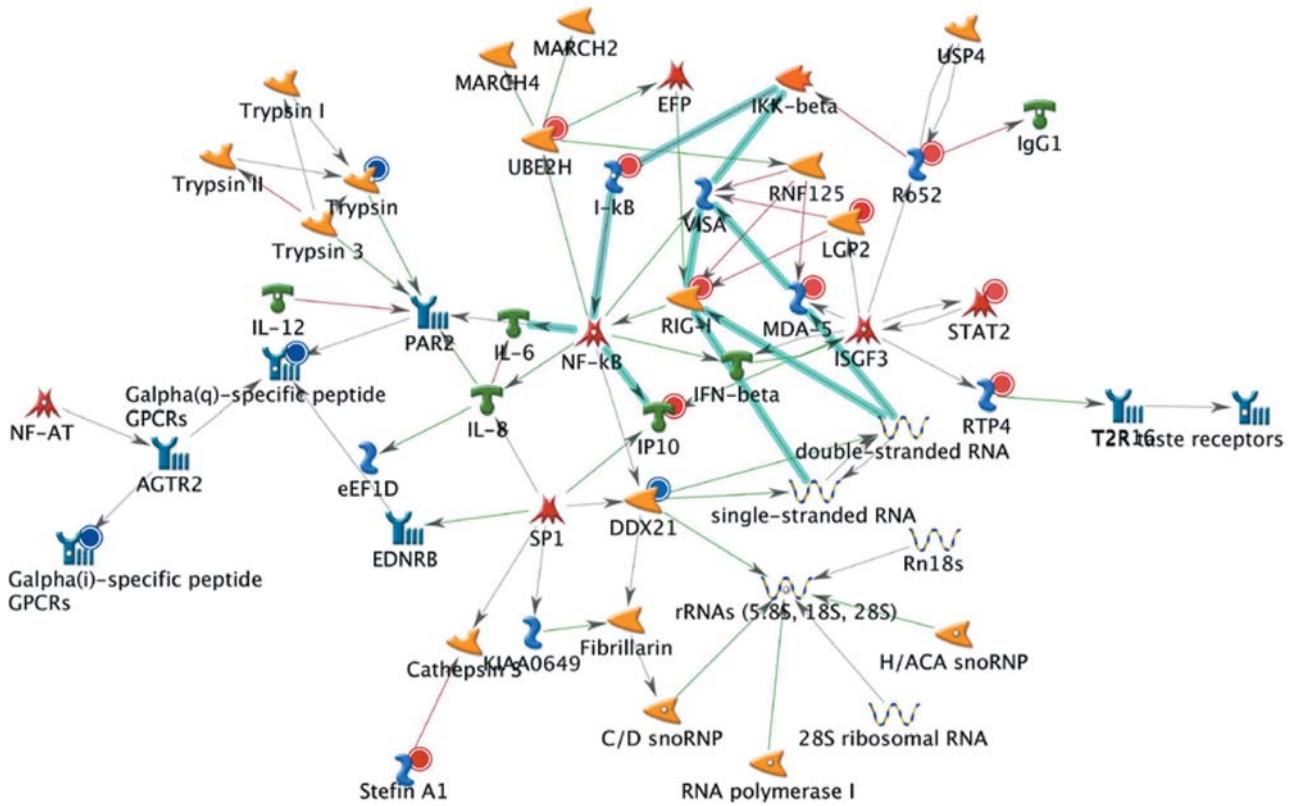 MARCH2
MARCH4
EFP
IKK-beta
USP4
Trypsin I
IgG1
UBE2H
Trypsin II
Trypsin
I-kB
VISA
RNF125
Ro52
Trypsin 3
LGP2
IL-12
PAR2
IL-6
NF-kB
RIG-I
MDA-5
ISGF3
STAT2
Galpha(q)-specific peptide
GPCRs
IFN-beta
NF-AT
IL-8
IP10
RTP4
T2R16
taste receptors
double-stranded RNA
AGTR2
eEF1D
single-stranded RNA
EDNRB
SP1
DDX21
Rn18s
Galpha(i)-specific peptide
GPCRs
rRNAs (5.8S, 18S, 28S)
Fibrillarin
Cathepsin S
KIAA0649
H/ACA snoRNP
C/D snoRNP
28S ribosomal RNA
Stefin A1
RNA polymerase I